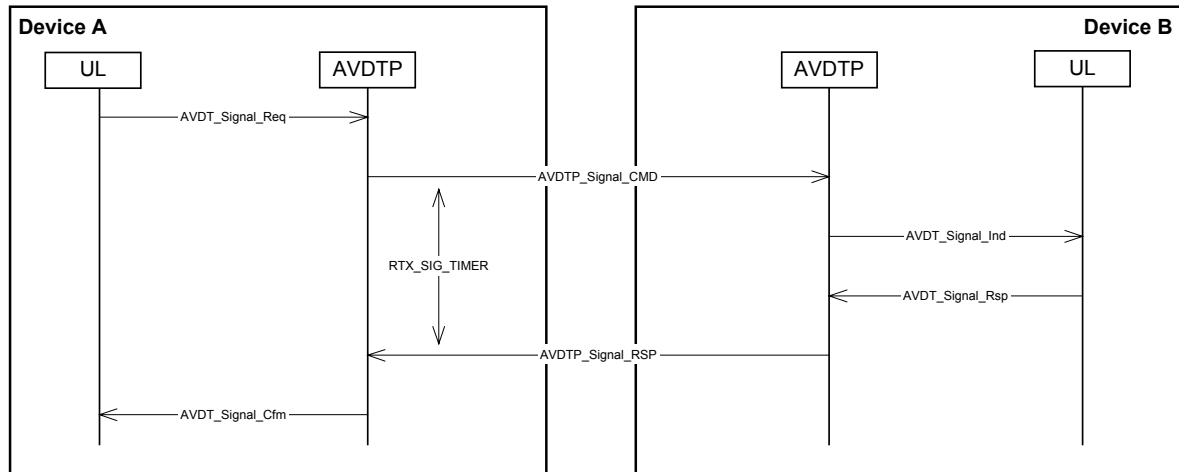 Device A
Device B
UL
AVDTP
AVDTP
UL
AVDT_Signal_Req
AVDTP_Signal_CMD
AVDT_Signal_Ind
RTX_SIG_TIMER
AVDT_Signal_Rsp
AVDTP_Signal_RSP
AVDT_Signal_Cfm